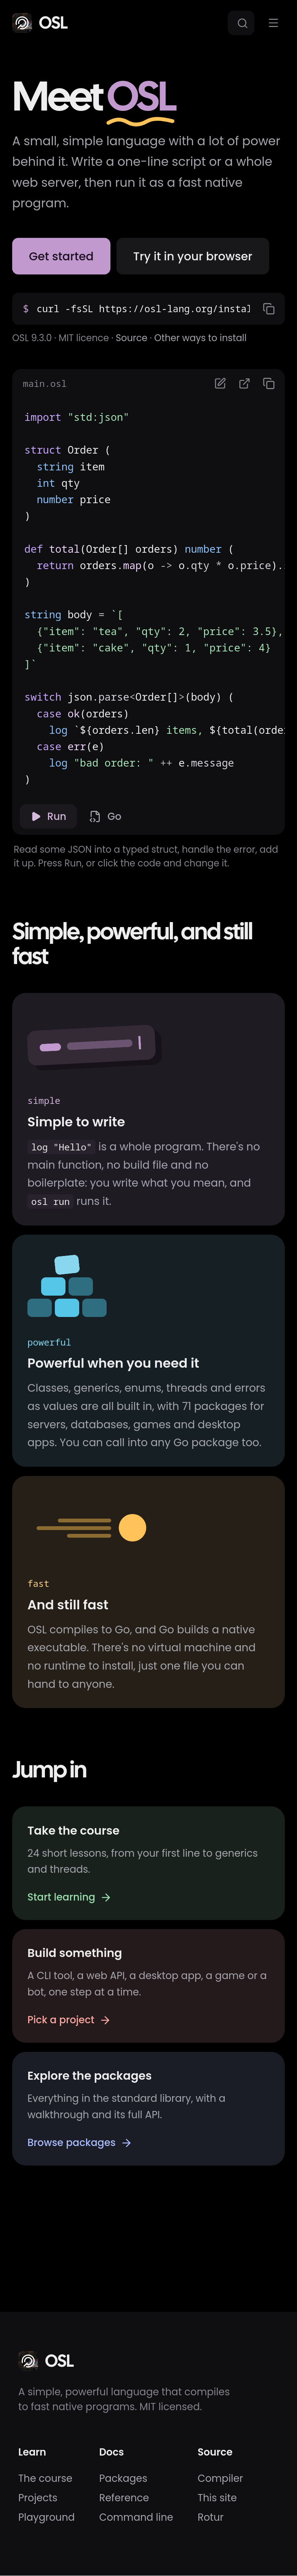 OSL
Meet OSL
A small, simple language with a lot of power
behind it. Write a one-line script or a whole
web server, then run it as a fast native
program.
Get started
Try it in your browser
$ curl -fsSL https://osl-lang.org/instal
OSL 9.3.0 · MIT licence · Source · Other ways to install
main.osl
import "std:json"
struct Order (
string item
int qty
number price
)
def total(Order[] orders) number (
return orders.map(o -> o.qty * o.price).
)
string body = `[
{"item": "tea", "qty": 2, "price": 3.5},
{"item": "cake", "qty": 1, "price": 4}
]`
switch json.parse<Order[]>(body) (
case ok(orders)
log `${orders.len} items, ${total(orde
case err(e)
log "bad order: " ++ e.message
)
Run
Go
Read some JSON into a typed struct, handle the error, add
it up. Press Run, or click the code and change it.
Simple, powerful, and still
fast
simple
Simple to write
log "Hello" is a whole program. There's no
main function, no build file and no
boilerplate: you write what you mean, and
osl run runs it.
powerful
Powerful when you need it
Classes, generics, enums, threads and errors
as values are all built in, with 71 packages for
servers, databases, games and desktop
apps. You can call into any Go package too.
fast
And still fast
OSL compiles to Go, and Go builds a native
executable. There's no virtual machine and
no runtime to install, just one file you can
hand to anyone.
Jump in
Take the course
24 short lessons, from your first line to generics
and threads.
Start learning →
Build something
A CLI tool, a web API, a desktop app, a game or a
bot, one step at a time.
Pick a project →
Explore the packages
Everything in the standard library, with a
walkthrough and its full API.
Browse packages →
OSL
A simple, powerful language that compiles
to fast native programs. MIT licensed.
Learn
The course
Projects
Playground
Docs
Packages
Reference
Command line
Source
Compiler
This site
Rotur